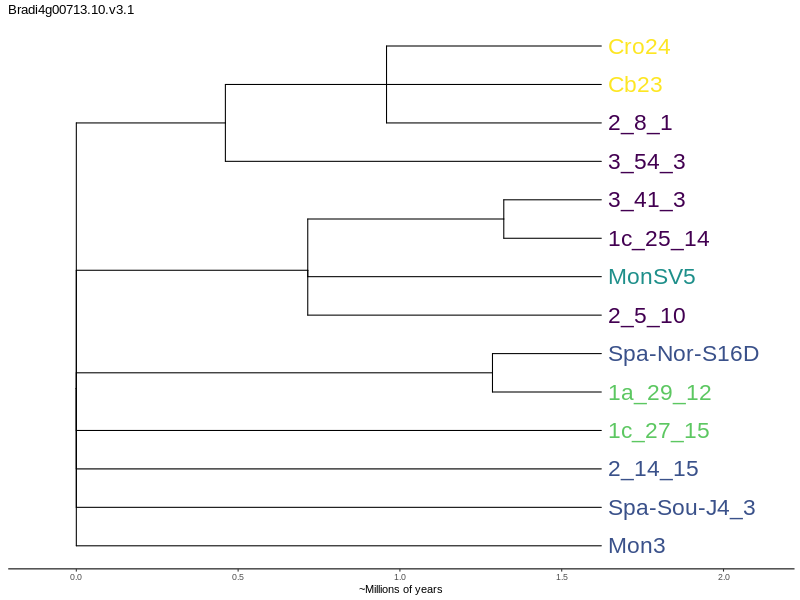 Bradi4g00713.10.v3.1
Cro24
Cb23
2_8_1
3_54_3
3_41_3
1c_25_14
MonSV5
2_5_10
Spa-Nor-S16D
1a_29_12
1c_27_15
2_14_15
Spa-Sou-J4_3
Mon3
0.0 0.5 1.0 1.5 2.0
~Millions of years